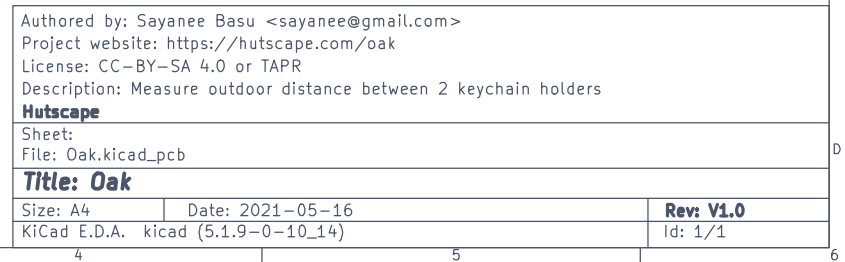 Authored by: Sayanee Basu <sayanee@gmail.com>
Project website: https://hutscape.com/oak
License: CC-BY-SA 4.0 or TAPR
Description: Measure outdoor distance between 2 keychain holders
Hutscape
Sheet:
File: Oak.kicad_pcb
D
Title: Oak
Size: A4 Date: 2021-05-16 Rev: V1.0
KiCad E.D.A. kicad (5.1.9-0-10_14) Id: 1/1
4 5 6